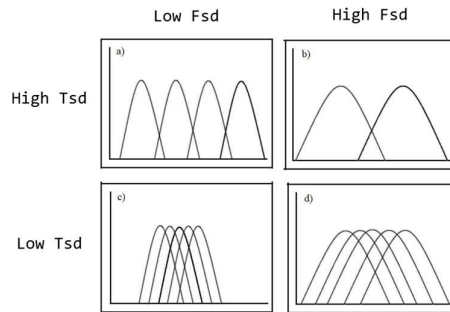 Low Fsd
High Fsd
High Tsd
a)
b)
Low Tsd
c)
d)